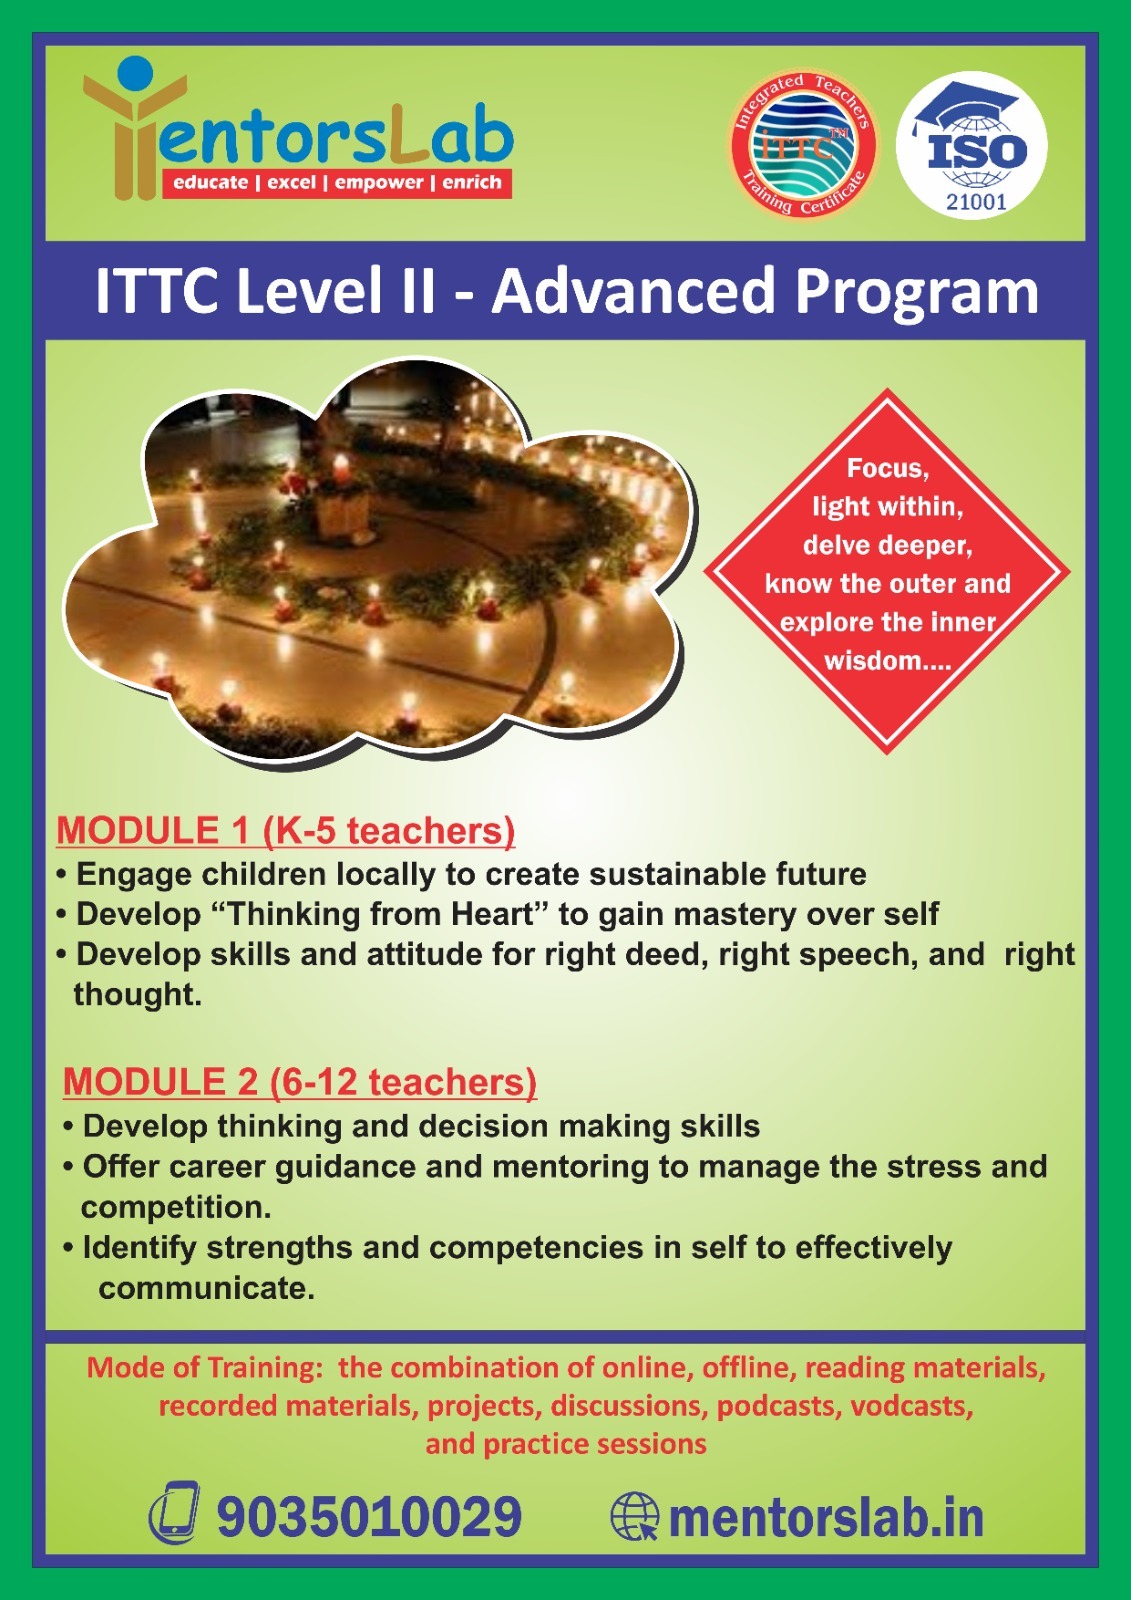 MentorsLab
educate | excel | empower | enrich
Integrated Teachers
iTTC™
Training Certificate
ISO
21001
ITTC Level II - Advanced Program
Focus,
light within,
delve deeper,
know the outer and
explore the inner
wisdom....
MODULE 1 (K-5 teachers)
• Engage children locally to create sustainable future
• Develop “Thinking from Heart” to gain mastery over self
• Develop skills and attitude for right deed, right speech, and right
thought.
MODULE 2 (6-12 teachers)
• Develop thinking and decision making skills
• Offer career guidance and mentoring to manage the stress and
competition.
• Identify strengths and competencies in self to effectively
communicate.
Mode of Training: the combination of online, offline, reading materials,
recorded materials, projects, discussions, podcasts, vodcasts,
and practice sessions
9035010029
mentorslab.in